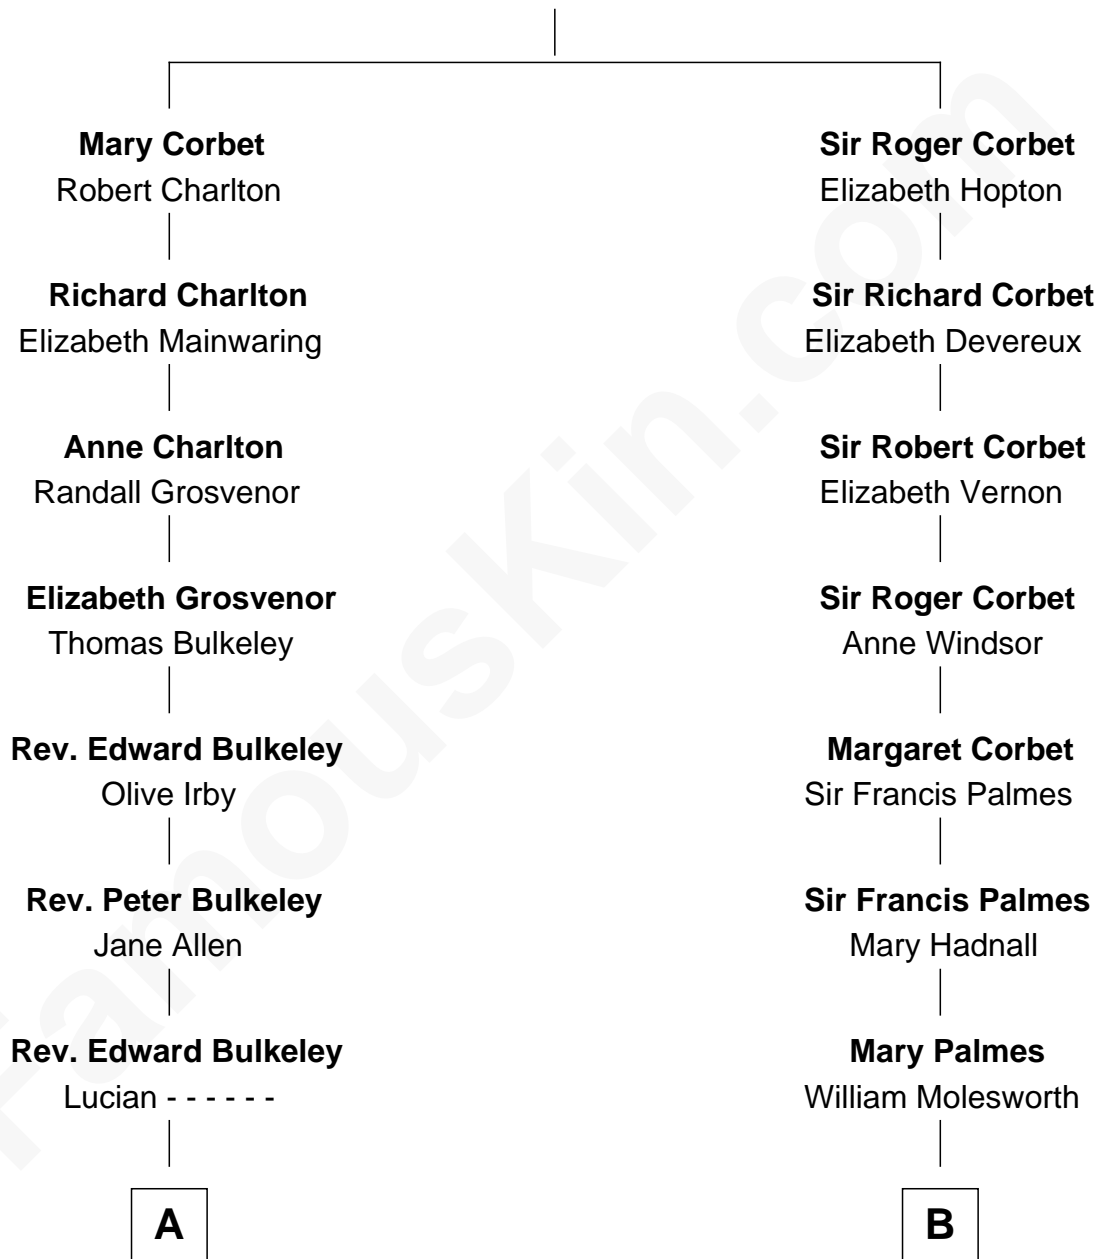 Mary Corbet
Robert Charlton
Richard Charlton
Elizabeth Mainwaring
Anne Charlton
Randall Grosvenor
Elizabeth Grosvenor
Thomas Bulkeley
Rev. Edward Bulkeley
Olive Irby
Rev. Peter Bulkeley
Jane Allen
Rev. Edward Bulkeley
Lucian - - - - - -
A
Sir Roger Corbet
Elizabeth Hopton
Sir Richard Corbet
Elizabeth Devereux
Sir Robert Corbet
Elizabeth Vernon
Sir Roger Corbet
Anne Windsor
Margaret Corbet
Sir Francis Palmes
Sir Francis Palmes
Mary Hadnall
Mary Palmes
William Molesworth
B
FamousKin.com